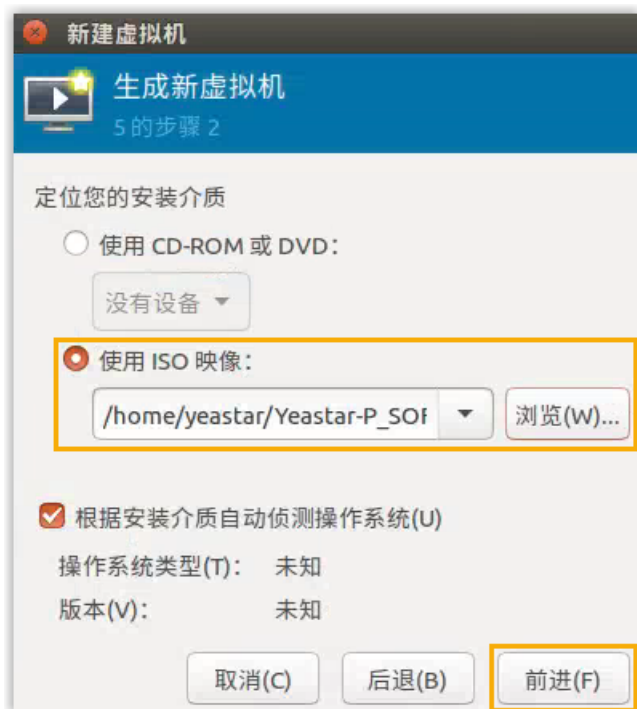 新建虚拟机
生成新虚拟机
5 的步骤 2
定位您的安装介质
使用 CD-ROM 或 DVD:
没有设备
使用 ISO 映像:
/home/yeastar/Yeastar-P_SOF 浏览(W)...
根据安装介质自动侦测操作系统(U)
操作系统类型(T): 未知
版本(V): 未知
取消(C) 后退(B) 前进(F)